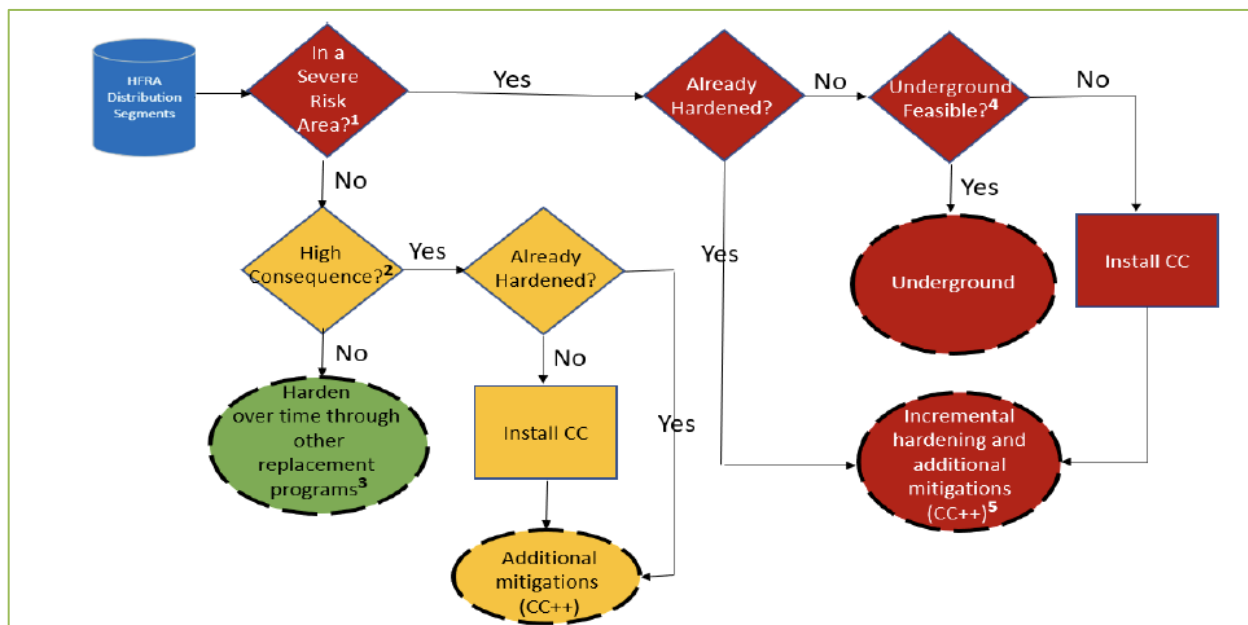 HFRA
Distribution
Segments
In a
Severe
Risk
Area?1
Yes
Already
Hardened?
No
Underground
Feasible?4
No
No
Yes
Yes
High
Consequence?2
Yes
Already
Hardened?
Underground
Install CC
No
No
Yes
Harden
over time through
other
replacement
programs3
Install CC
Incremental
hardening and
additional
mitigations
(CC++)5
Additional
mitigations
(CC++)